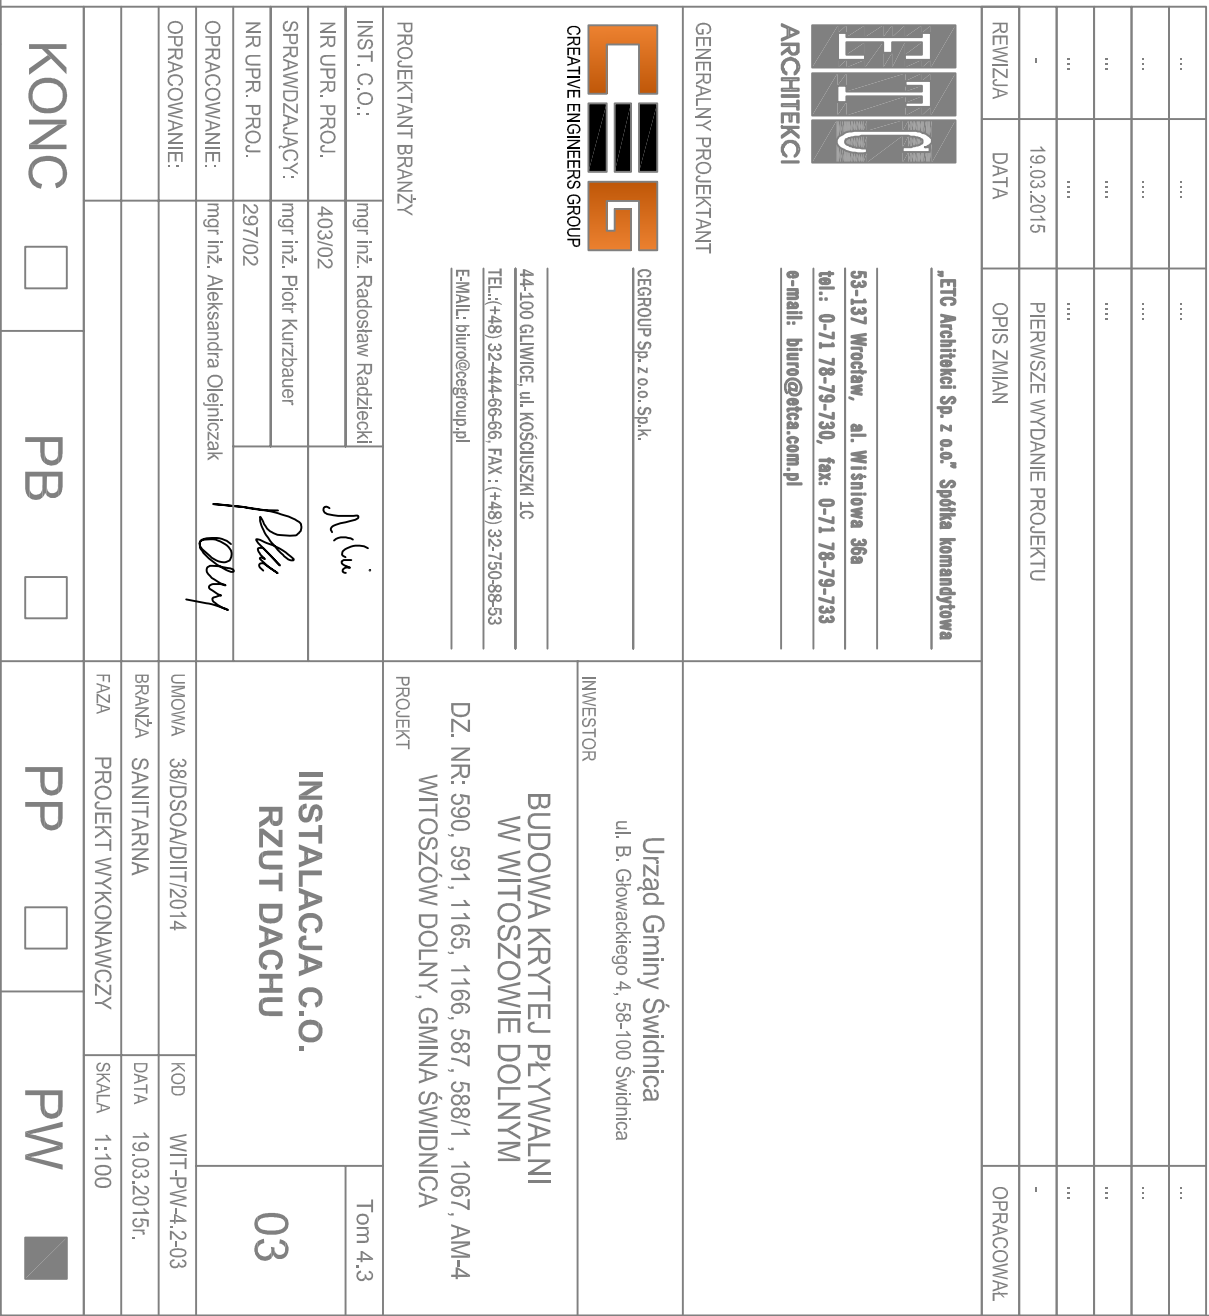 ... .... .... ...
... .... .... ...
... .... .... ...
... .... .... ...
- 19.03.2015 PIERWSZE WYDANIE PROJEKTU -
REWIZJA DATA OPIS ZMIAN OPRACOWAŁ
ETC
ARCHITEKCI
„ETC Architekci Sp. z o.o.” Spółka komandytowa
53-137 Wrocław, al. Wiśniowa 36a
tel.: 0-71 78-79-730, fax: 0-71 78-79-733
e-mail: biuro@etca.com.pl
GENERALNY PROJEKTANT
CEG
CREATIVE ENGINEERS GROUP
CEGROUP Sp. z o.o. Sp.k.
44-100 GLIWICE, ul. KOŚCIUSZKI 1C
TEL.:(+48) 32-444-66-66, FAX : (+48) 32-750-88-53
E-MAIL: biuro@cegroup.pl
PROJEKTANT BRANŻY
Urząd Gminy Świdnica
ul. B. Głowackiego 4, 58-100 Świdnica
INWESTOR
BUDOWA KRYTEJ PŁYWALNI
W WITOSZOWIE DOLNYM
DZ. NR: 590, 591, 1165, 1166, 587, 588/1 , 1067, AM-4
WITOSZÓW DOLNY, GMINA ŚWIDNICA
PROJEKT
INST. C.O.: mgr inż. Radosław Radziecki
NR UPR. PROJ. 403/02
SPRAWDZAJĄCY: mgr inż. Piotr Kurzbauer
NR UPR. PROJ. 297/02
OPRACOWANIE: mgr inż. Aleksandra Olejniczak
OPRACOWANIE:
INSTALACJA C.O.
RZUT DACHU
Tom 4.3
03
UMOWA 38/DSOA/DIIT/2014 KOD WIT-PW-4.2-03
BRANŻA SANITARNA DATA 19.03.2015r.
FAZA PROJEKT WYKONAWCZY SKALA 1:100
KONC PB PP PW